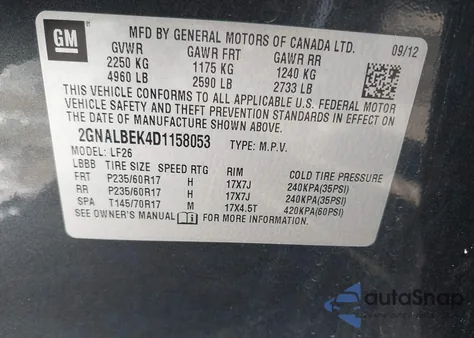 GM
MFD BY GENERAL MOTORS OF CANADA LTD.
GVWR GAWR FRT GAWR RR 09/12
2250 KG 1175 KG 1240 KG
4960 LB 2590 LB 2733 LB
THIS VEHICLE CONFORMS TO ALL APPLICABLE U.S. FEDERAL MOTOR
VEHICLE SAFETY AND THEFT PREVENTION STANDARDS IN EFFECT ON
THE DATE OF MANUFACTURE SHOWN ABOVE.
2GNALBEK4D1158053 TYPE: M.P.V.
MODEL: LF26
LBBB TIRE SIZE SPEED RTG RIM COLD TIRE PRESSURE
FRT P235/60R17 H 17X7J 240KPA(35PSI)
RR P235/60R17 H 17X7J 240KPA(35PSI)
SPA T145/70R17 M 17X4.5T 420KPA(60PSI)
SEE OWNER'S MANUAL FOR MORE INFORMATION
autoSnap